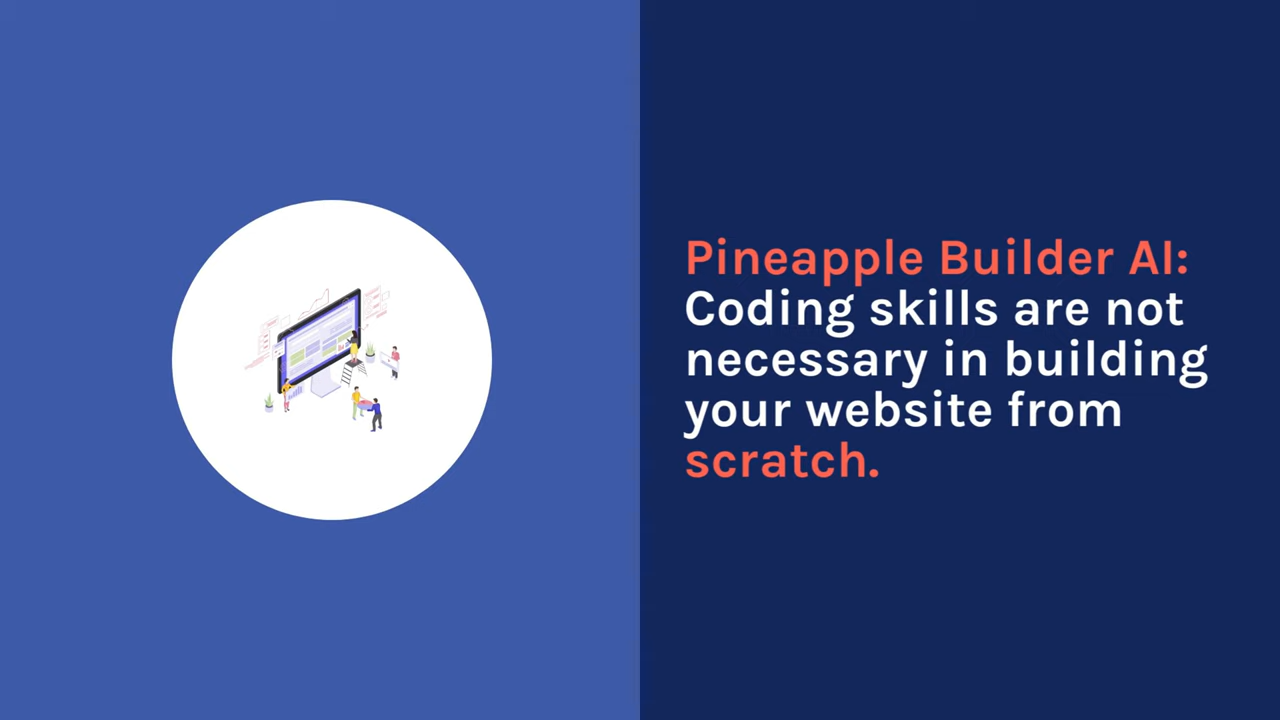 Pineapple Builder AI:
Coding skills are not
necessary in building
your website from
scratch.